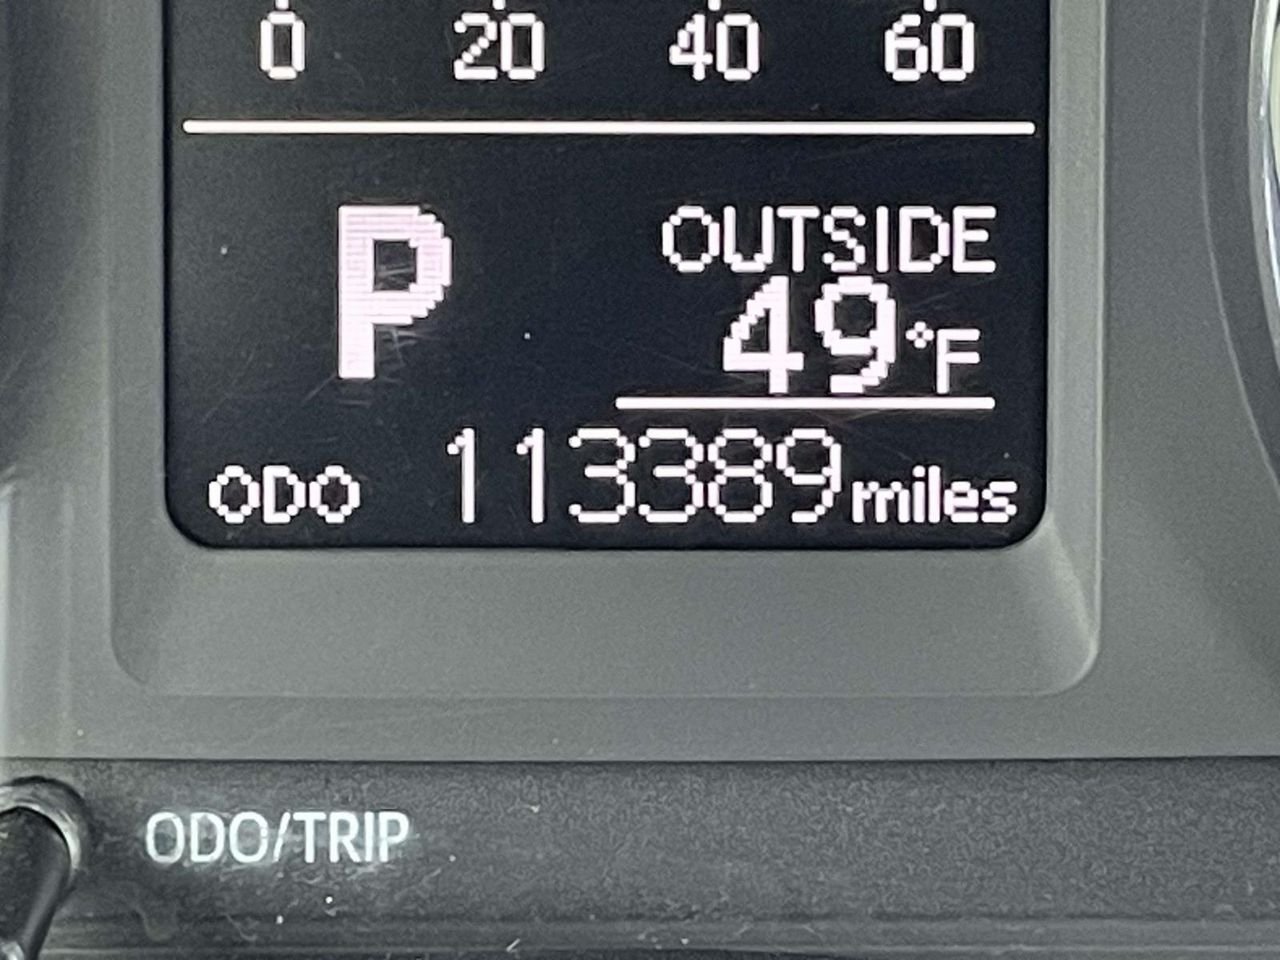 0 20 40 60
P
OUTSIDE
49°F
ODO 113389 miles
ODO/TRIP